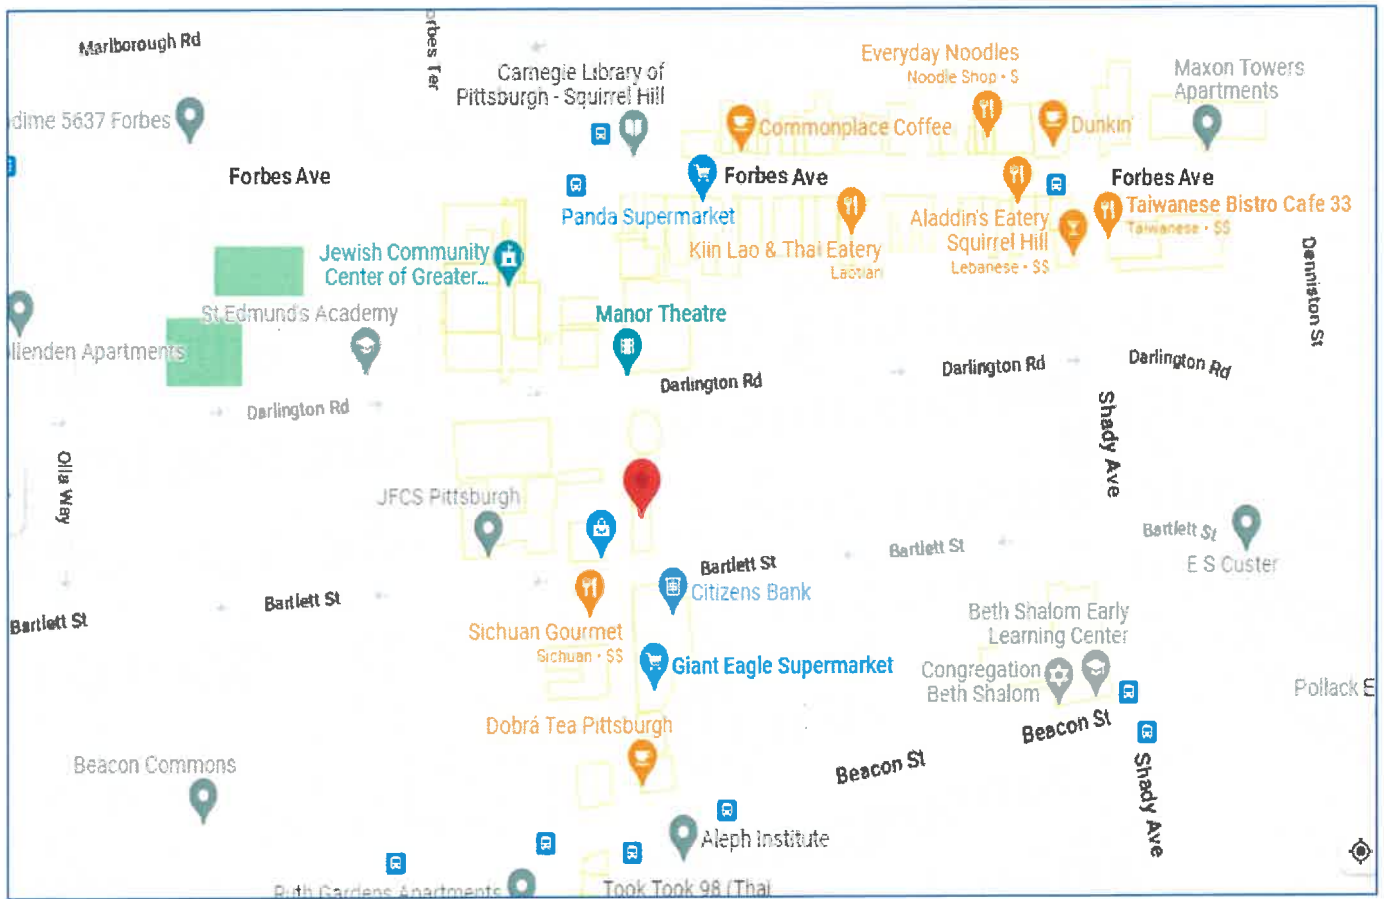 Marlborough Rd
orbes Ter
Carnegie Library of
Pittsburgh - Squirrel Hill
Everyday Noodles
Noodle Shop · $
Maxon Towers
Apartments
dime 5637 Forbes
Commonplace Coffee
Dunkin'
Forbes Ave
Forbes Ave
Forbes Ave
Panda Supermarket
Taiwanese Bistro Cafe 33
Taiwanese · $$
Aladdin's Eatery
Squirrel Hill
Lebanese · $$
Kiin Lao & Thai Eatery
Laotian
Jewish Community
Center of Greater...
Denniston St
St Edmund's Academy
Manor Theatre
llenden Apartments
Darlington Rd
Darlington Rd
Darlington Rd
Darlington Rd
Shady Ave
Olla Way
JFCS Pittsburgh
Bartlett St
Bartlett St
Bartlett St
E S Custer
Citizens Bank
Bartlett St
Bartlett St
Beth Shalom Early
Learning Center
Sichuan Gourmet
Sichuan · $$
Giant Eagle Supermarket
Congregation
Beth Shalom
Pollack E
Dobrá Tea Pittsburgh
Beacon St
Beacon St
Beacon Commons
Shady Ave
Aleph Institute
Ruth Gardens Apartments
Took Took 98 (Thai